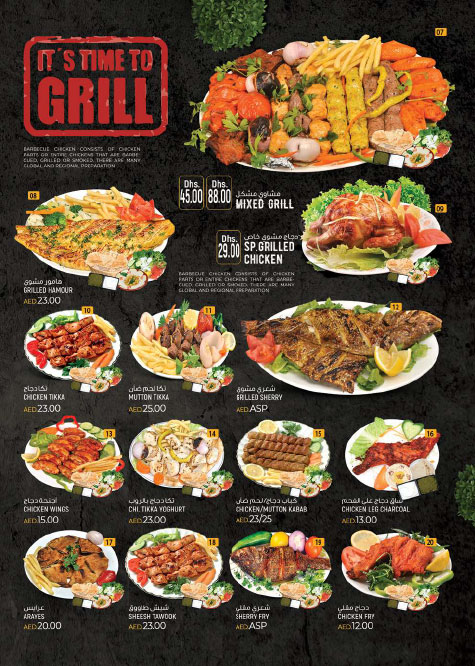 07
IT'S TIME TO
GRILL
BARBECUE CHICKEN CONSISTS OF CHICKEN
PARTS OR ENTIRE CHICKENS THAT ARE BARBE-
CUED, GRILLED OR SMOKED. THERE ARE MANY
GLOBAL AND REGIONAL PREPARATION
Dhs.
45.00
Dhs.
88.00
مشاوي مشكل
MIXED GRILL
08
هامور مشوي
GRILLED HAMOUR
AED.23.00
09
Dhs.
29.00
دجاج مشوي خاص
SP.GRILLED
CHICKEN
BARBECUE CHICKEN CONSISTS OF CHICKEN
PARTS OR ENTIRE CHICKENS THAT ARE BARBE-
CUED, GRILLED OR SMOKED. THERE ARE MANY
GLOBAL AND REGIONAL PREPARATION
10
تكا دجاج
CHICKEN TIKKA
AED.23.00
11
تكا لحم ضأن
MUTTON TIKKA
AED.25.00
12
شعري مشوي
GRILLED SHERRY
AED.ASP
13
اجنحة دجاج
CHICKEN WINGS
AED.15.00
14
تكا دجاج بالروب
CHI. TIKKA YOGHURT
AED.23.00
15
كباب دجاج/لحم ضان
CHICKEN/MUTTON KABAB
AED.23/25
16
ساق دجاج على الفحم
CHICKEN LEG CHARCOAL
AED.13.00
17
عرايس
ARAYES
AED.20.00
18
شيش طاووق
SHEESH TAWOOK
AED.23.00
19
شعري مقلي
SHERRY FRY
AED.ASP
20
دجاج مقلي
CHICKEN FRY
AED.12.00